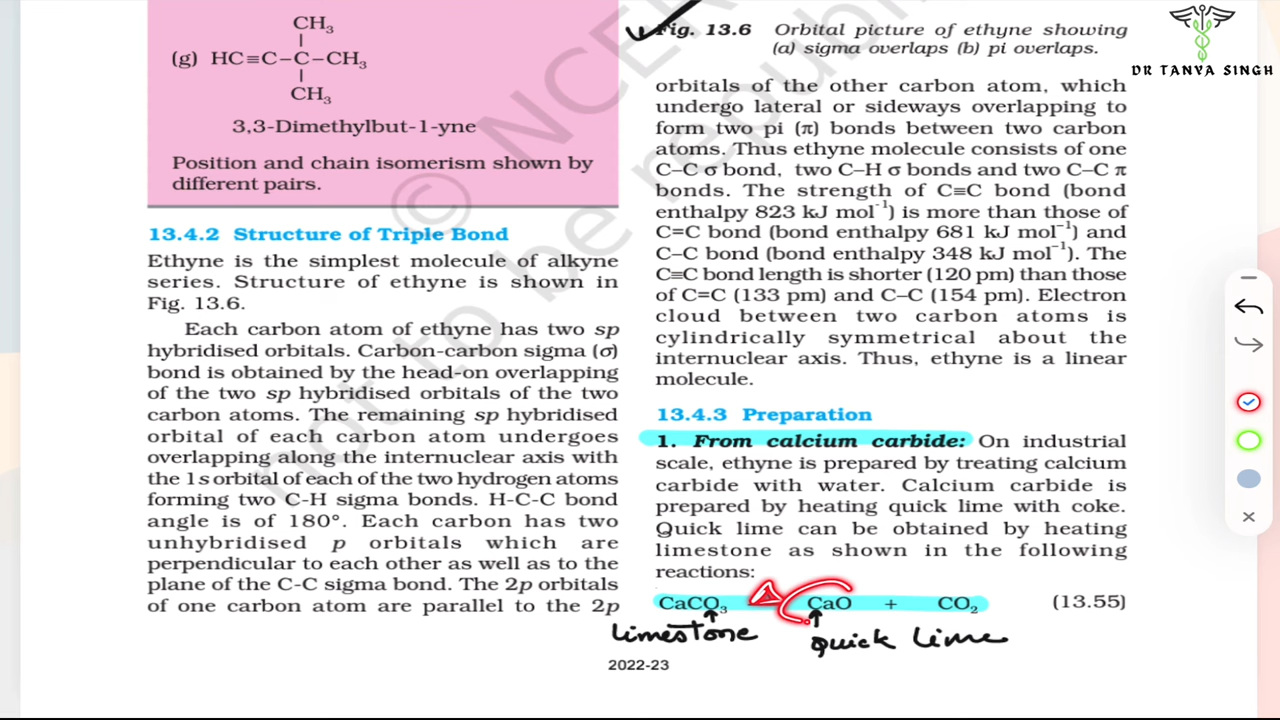 CH₃
(g) HC≡C–C–CH₃
CH₃
3,3-Dimethylbut-1-yne
Position and chain isomerism shown by
different pairs.
13.4.2 Structure of Triple Bond
Ethyne is the simplest molecule of alkyne
series. Structure of ethyne is shown in
Fig. 13.6.
Each carbon atom of ethyne has two sp
hybridised orbitals. Carbon-carbon sigma (σ)
bond is obtained by the head-on overlapping
of the two sp hybridised orbitals of the two
carbon atoms. The remaining sp hybridised
orbital of each carbon atom undergoes
overlapping along the internuclear axis with
the 1s orbital of each of the two hydrogen atoms
forming two C-H sigma bonds. H-C-C bond
angle is of 180°. Each carbon has two
unhybridised p orbitals which are
perpendicular to each other as well as to the
plane of the C-C sigma bond. The 2p orbitals
of one carbon atom are parallel to the 2p
Fig. 13.6 Orbital picture of ethyne showing
(a) sigma overlaps (b) pi overlaps.
orbitals of the other carbon atom, which
undergo lateral or sideways overlapping to
form two pi (π) bonds between two carbon
atoms. Thus ethyne molecule consists of one
C–C σ bond, two C–H σ bonds and two C–C π
bonds. The strength of C≡C bond (bond
enthalpy 823 kJ mol⁻¹) is more than those of
C=C bond (bond enthalpy 681 kJ mol⁻¹) and
C–C bond (bond enthalpy 348 kJ mol⁻¹). The
C≡C bond length is shorter (120 pm) than those
of C=C (133 pm) and C–C (154 pm). Electron
cloud between two carbon atoms is
cylindrically symmetrical about the
internuclear axis. Thus, ethyne is a linear
molecule.
13.4.3 Preparation
1. From calcium carbide: On industrial
scale, ethyne is prepared by treating calcium
carbide with water. Calcium carbide is
prepared by heating quick lime with coke.
Quick lime can be obtained by heating
limestone as shown in the following
reactions:
CaCO₃ CaO + CO₂ (13.55)
limestone quick lime
2022-23
DR TANYA SINGH
© NCER
not to be republi